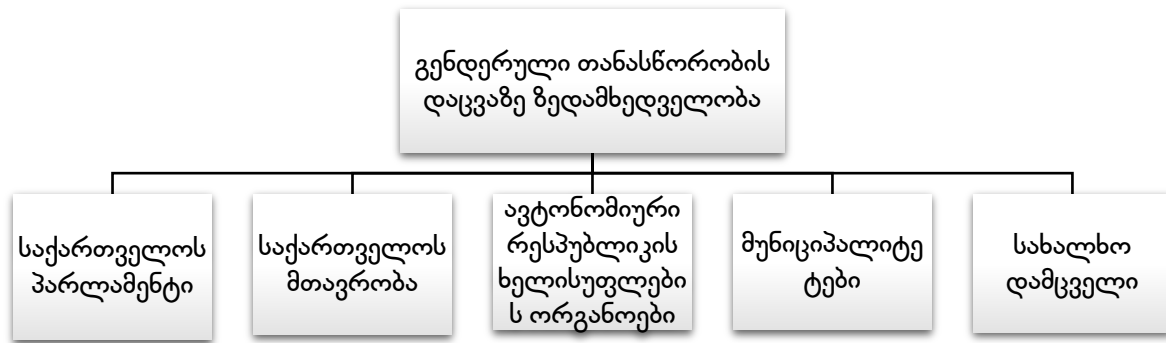 გენდერული თანასწორობის
დაცვაზე ზედამხედველობა
საქართველოს
პარლამენტი
საქართველოს
მთავრობა
ავტონომიური
რესპუბლიკის
ხელისუფლები
ს ორგანოები
მუნიციპალიტე
ტები
სახალხო
დამცველი